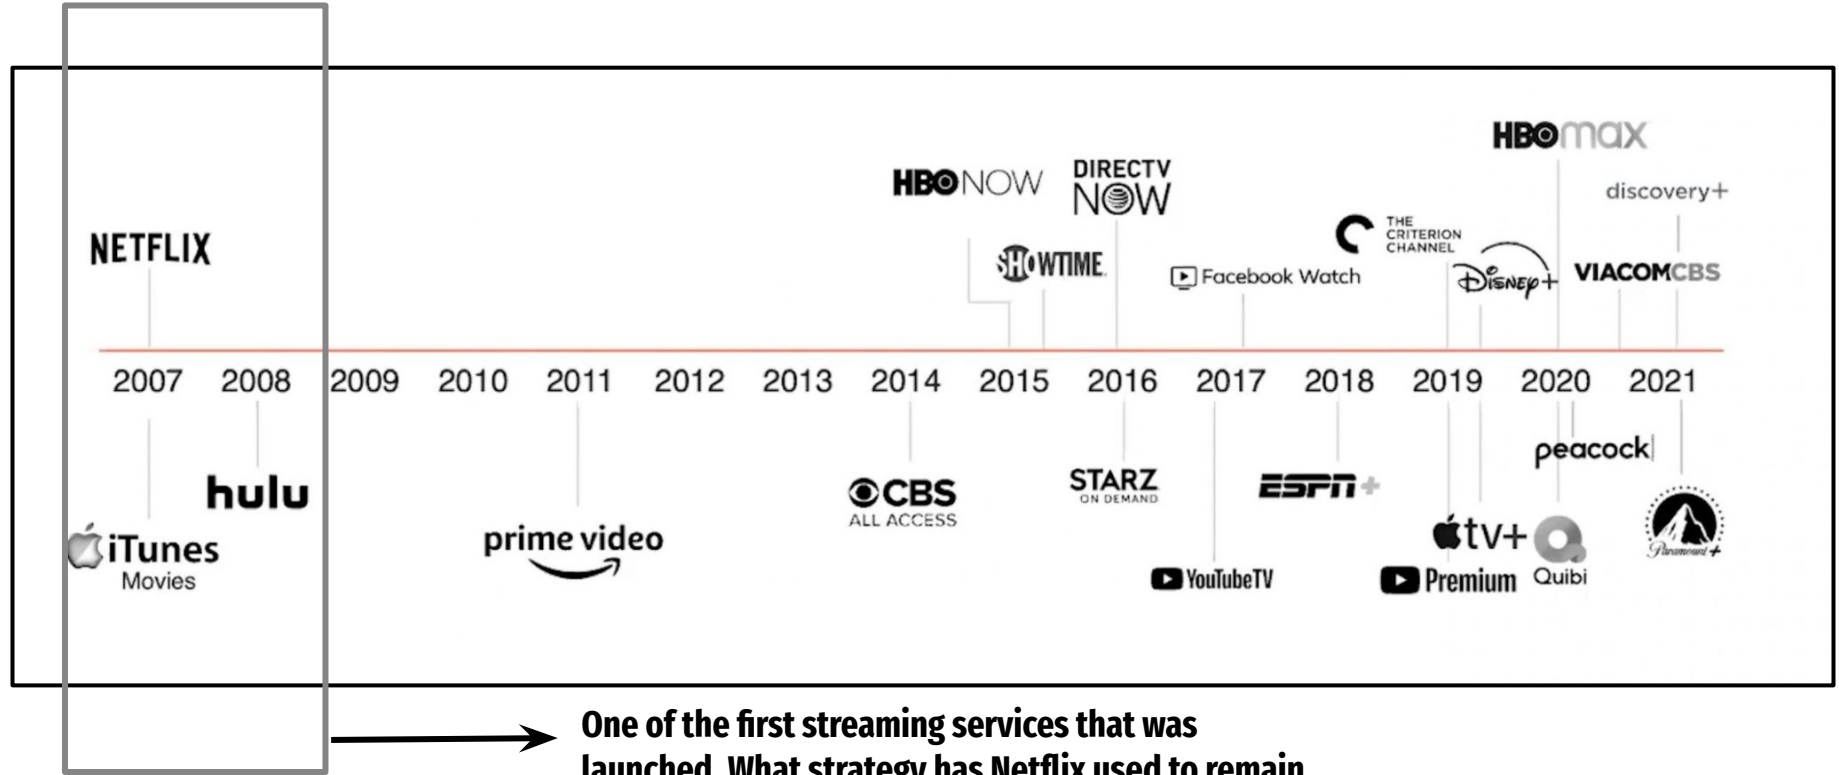 HBOmax
DIRECTV
NOW
HBONOW
discovery+
THE
CRITERION
CHANNEL
NETFLIX
SHOWTIME
Facebook Watch
Disney+
VIACOMCBS
2007 2008 2009 2010 2011 2012 2013 2014 2015 2016 2017 2018 2019 2020 2021
peacock
hulu
CBS
ALL ACCESS
STARZ
ON DEMAND
ESPN+
iTunes
Movies
prime video
tv+
Paramount +
YouTubeTV
Premium
Quibi
One of the first streaming services that was
launched. What strategy has Netflix used to remain